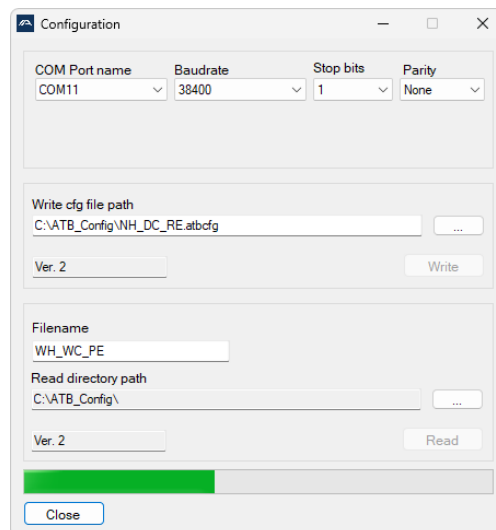 Configuration
COM Port name Baudrate Stop bits Parity
COM11 38400 1 None
Write cfg file path
C:\ATB_Config\NH_DC_RE.atbcfg ...
Ver. 2 Write
Filename
WH_WC_PE
Read directory path
C:\ATB_Config\ ...
Ver. 2 Read
Close